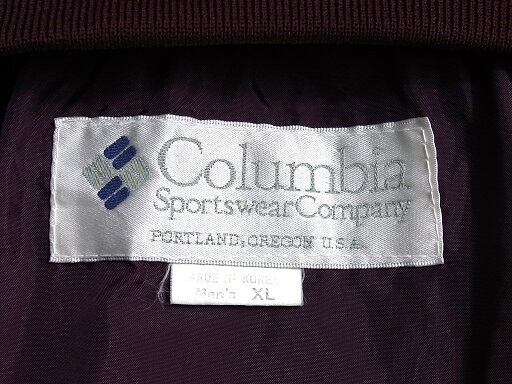 Columbia
Sportswear Company
PORTLAND, OREGON U.S.A.
MADE IN KOREA
Men's XL